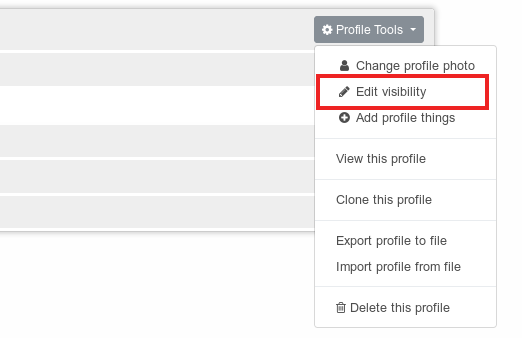 Profile Tools
Change profile photo
Edit visibility
Add profile things
View this profile
Clone this profile
Export profile to file
Import profile from file
Delete this profile